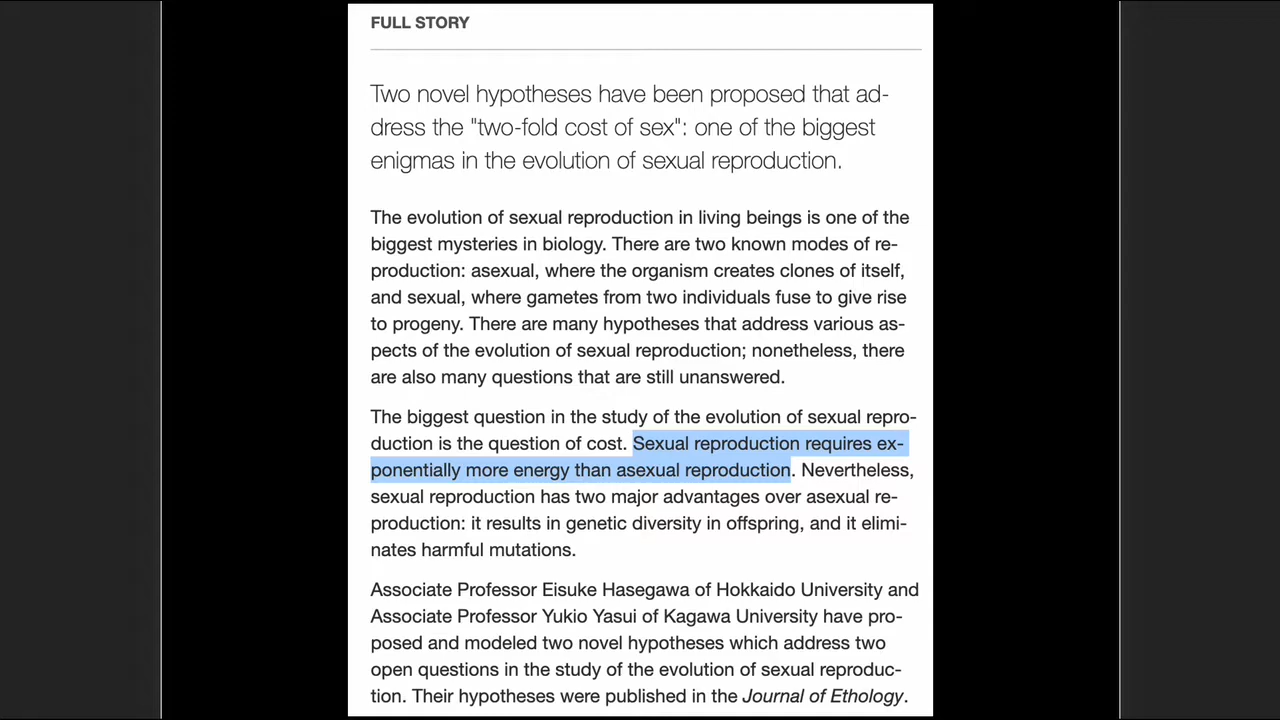 FULL STORY
Two novel hypotheses have been proposed that ad-
dress the "two-fold cost of sex": one of the biggest
enigmas in the evolution of sexual reproduction.
The evolution of sexual reproduction in living beings is one of the
biggest mysteries in biology. There are two known modes of re-
production: asexual, where the organism creates clones of itself,
and sexual, where gametes from two individuals fuse to give rise
to progeny. There are many hypotheses that address various as-
pects of the evolution of sexual reproduction; nonetheless, there
are also many questions that are still unanswered.
The biggest question in the study of the evolution of sexual repro-
duction is the question of cost. Sexual reproduction requires ex-
ponentially more energy than asexual reproduction. Nevertheless,
sexual reproduction has two major advantages over asexual re-
production: it results in genetic diversity in offspring, and it elimi-
nates harmful mutations.
Associate Professor Eisuke Hasegawa of Hokkaido University and
Associate Professor Yukio Yasui of Kagawa University have pro-
posed and modeled two novel hypotheses which address two
open questions in the study of the evolution of sexual reproduc-
tion. Their hypotheses were published in the Journal of Ethology.